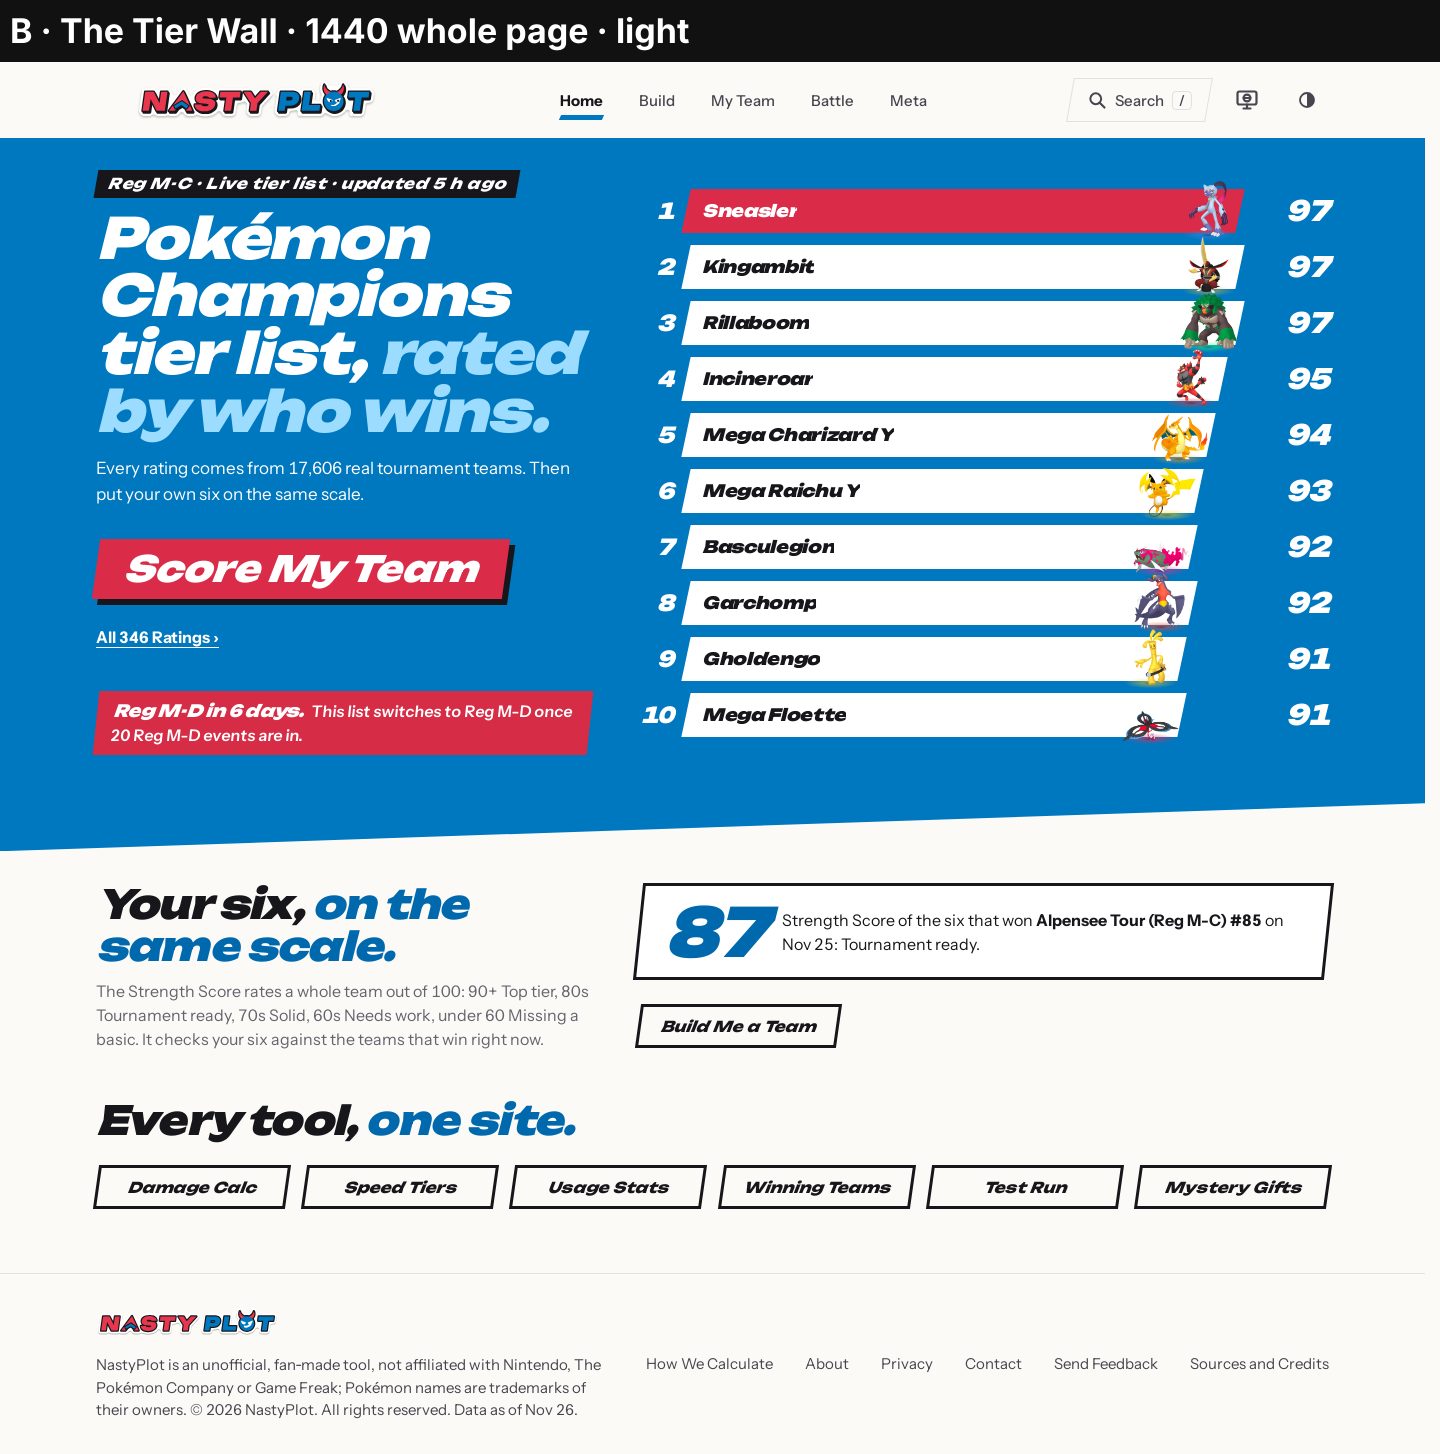 B · The Tier Wall · 1440 whole page · light
NASTY PLOT
Home
Build
My Team
Battle
Meta
Search /
Reg M-C · Live tier list · updated 5 h ago
Pokémon
Champions
tier list, rated
by who wins.
Every rating comes from 17,606 real tournament teams. Then
put your own six on the same scale.
Score My Team
All 346 Ratings ›
Reg M-D in 6 days. This list switches to Reg M-D once
20 Reg M-D events are in.
1 Sneasler 97
2 Kingambit 97
3 Rillaboom 97
4 Incineroar 95
5 Mega Charizard Y 94
6 Mega Raichu Y 93
7 Basculegion 92
8 Garchomp 92
9 Gholdengo 91
10 Mega Floette 91
Your six, on the
same scale.
The Strength Score rates a whole team out of 100: 90+ Top tier, 80s
Tournament ready, 70s Solid, 60s Needs work, under 60 Missing a
basic. It checks your six against the teams that win right now.
87
Strength Score of the six that won Alpensee Tour (Reg M-C) #85 on
Nov 25: Tournament ready.
Build Me a Team
Every tool, one site.
Damage Calc
Speed Tiers
Usage Stats
Winning Teams
Test Run
Mystery Gifts
NASTY PLOT
NastyPlot is an unofficial, fan-made tool, not affiliated with Nintendo, The
Pokémon Company or Game Freak; Pokémon names are trademarks of
their owners. © 2026 NastyPlot. All rights reserved. Data as of Nov 26.
How We Calculate
About
Privacy
Contact
Send Feedback
Sources and Credits